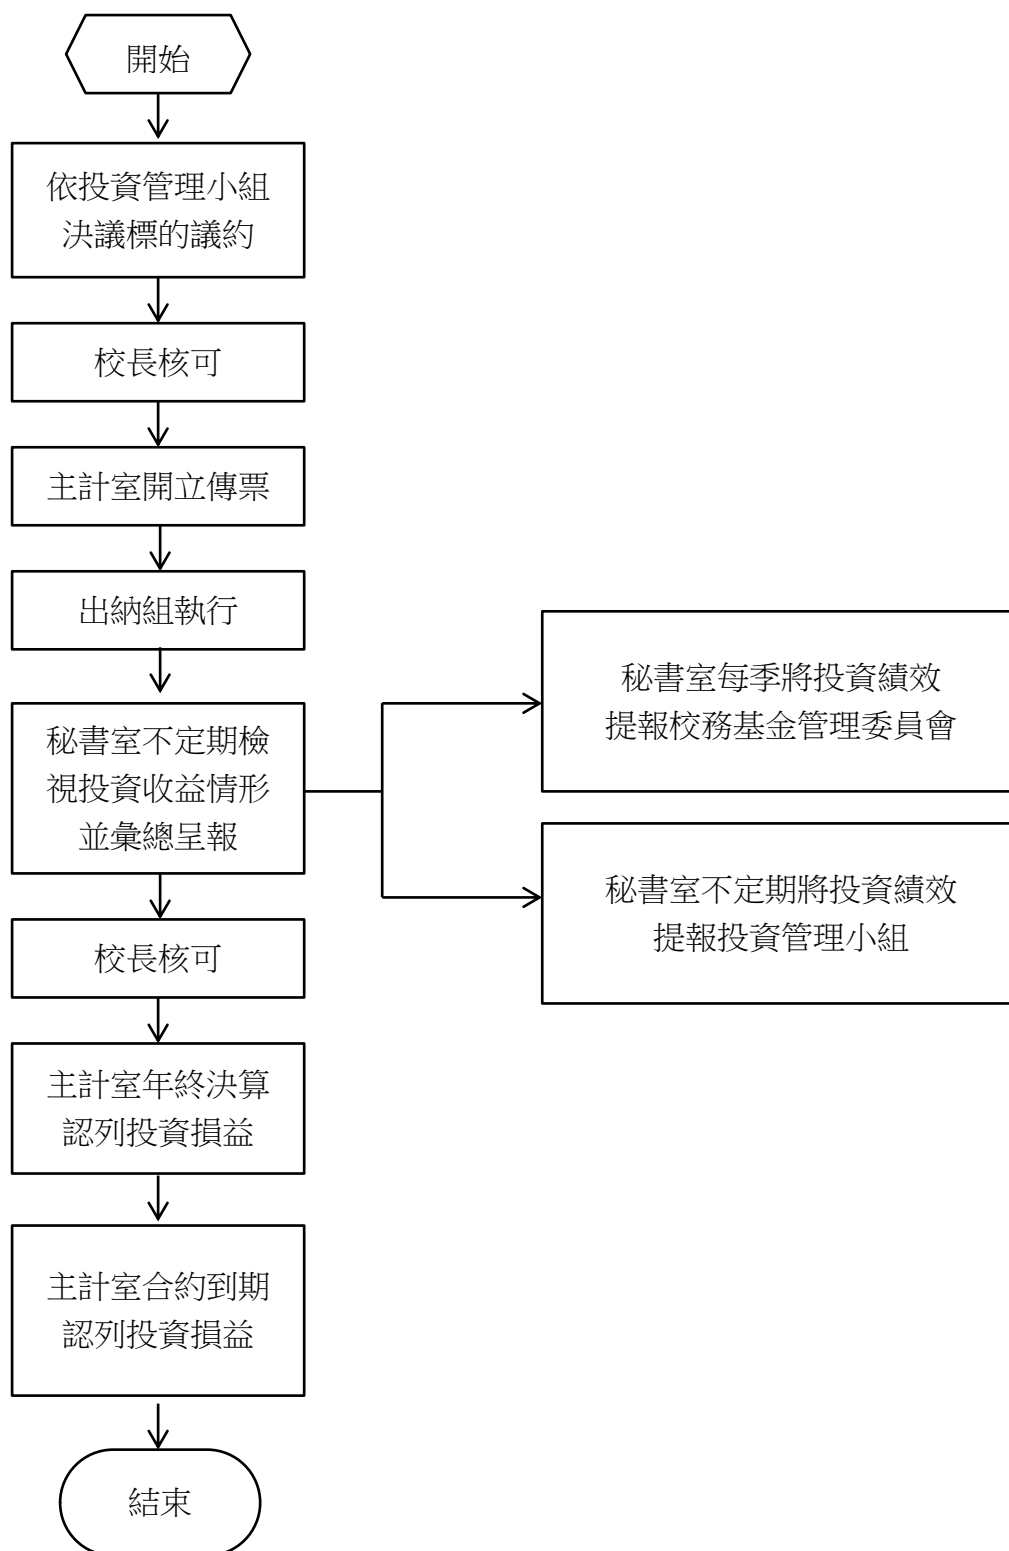 開始
依投資管理小組
決議標的議約
校長核可
主計室開立傳票
出納組執行
秘書室不定期檢
視投資收益情形
並彙總呈報
秘書室每季將投資績效
提報校務基金管理委員會
秘書室不定期將投資績效
提報投資管理小組
校長核可
主計室年終決算
認列投資損益
主計室合約到期
認列投資損益
結束